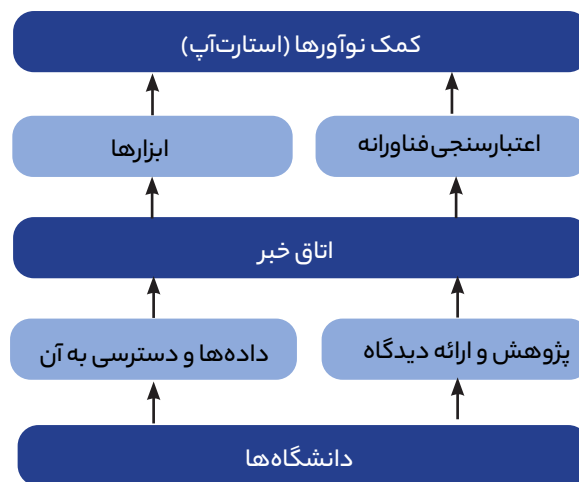 کمک نوآورها (استارت‌آپ)
اعتبارسنجی فناورانه
ابزارها
اتاق خبر
پژوهش و ارائه دیدگاه
داده‌ها و دسترسی به آن
دانشگاه‌ها